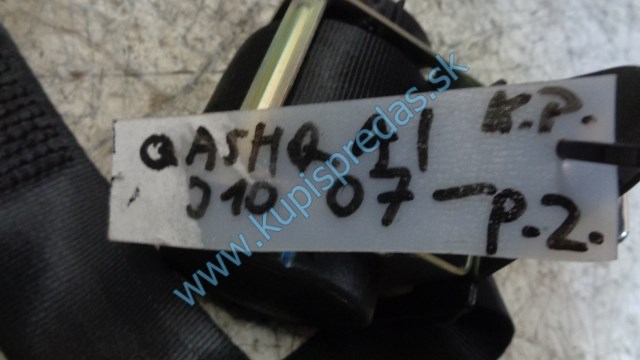 QASHQAI K.P.
J10 07- P.Z.
www.kupispredas.sk